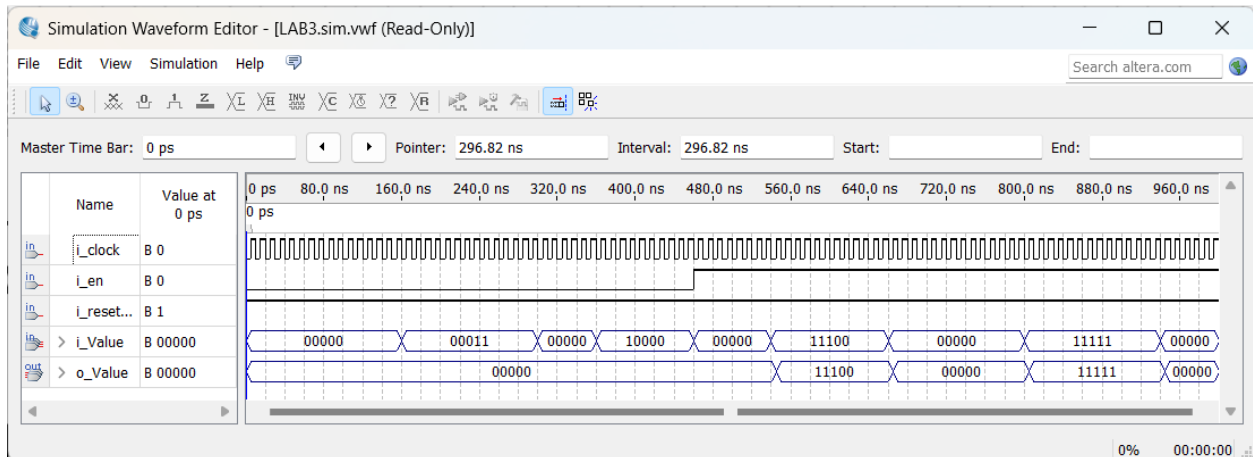 Simulation Waveform Editor - [LAB3.sim.vwf (Read-Only)]
File Edit View Simulation Help
Search altera.com
Master Time Bar: 0 ps Pointer: 296.82 ns Interval: 296.82 ns Start: End:
Name Value at 0 ps
0 ps 80.0 ns 160.0 ns 240.0 ns 320.0 ns 400.0 ns 480.0 ns 560.0 ns 640.0 ns 720.0 ns 800.0 ns 880.0 ns 960.0 ns
0 ps
i_clock B 0
i_en B 0
i_reset... B 1
i_Value B 00000 00000 00011 00000 10000 00000 11100 00000 11111 00000
o_Value B 00000 00000 11100 00000 11111 00000
0% 00:00:00